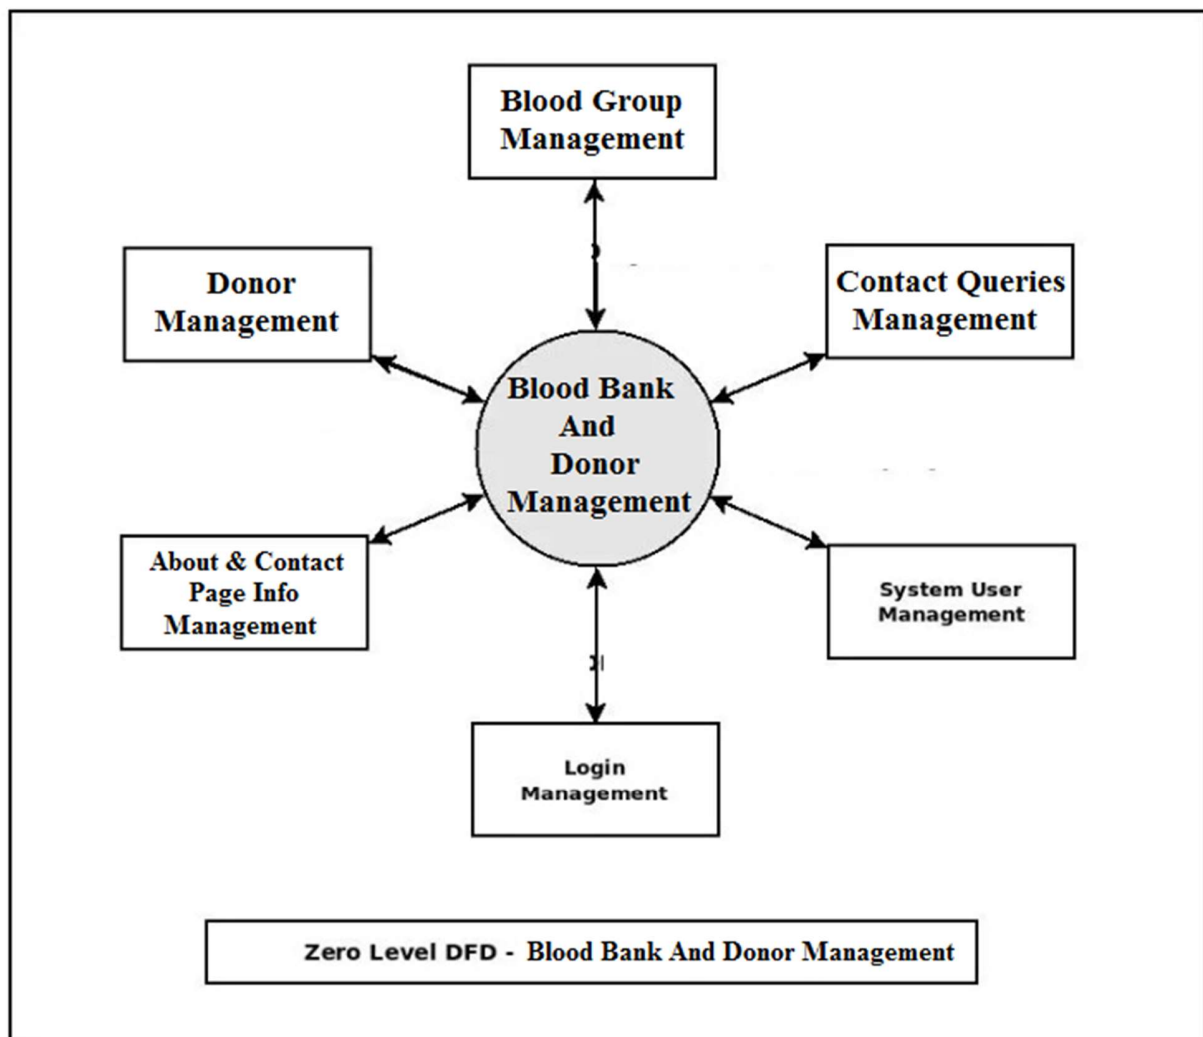 Blood Group
Management
Donor
Management
Contact Queries
Management
Blood Bank
And
Donor
Management
About & Contact
Page Info
Management
System User
Management
Login
Management
Zero Level DFD - Blood Bank And Donor Management